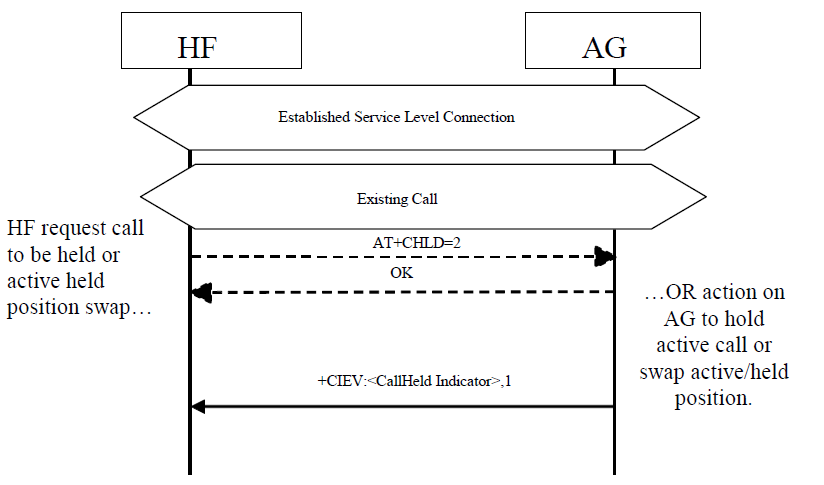 HF
AG
Established Service Level Connection
Existing Call
HF request call
to be held or
active held
position swap…
AT+CHLD=2
OK
…OR action on
AG to hold
active call or
swap active/held
position.
+CIEV:<CallHeld Indicator>,1